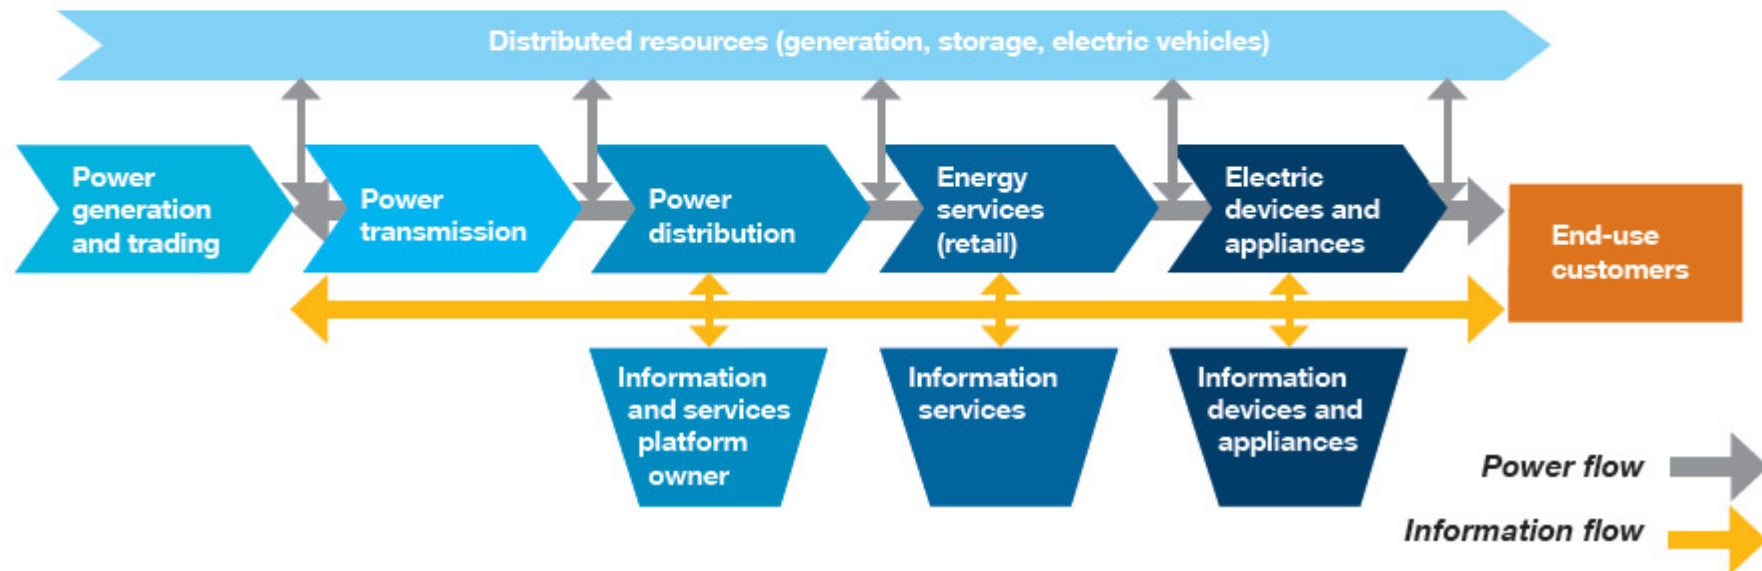 Distributed resources (generation, storage, electric vehicles)
Power
generation
and trading
Power
transmission
Power
distribution
Energy
services
(retail)
Electric
devices and
appliances
End-use
customers
Information
and services
platform
owner
Information
services
Information
devices and
appliances
Power flow
Information flow